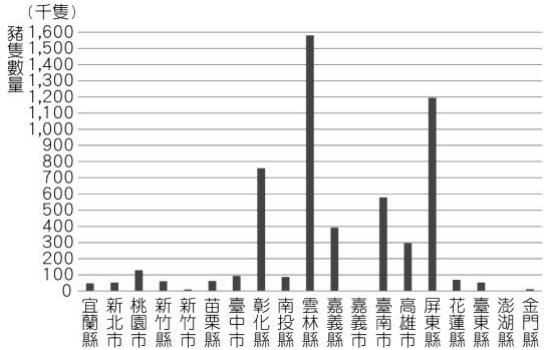 （千隻）
豬隻數量
1,600
1,500
1,400
1,300
1,200
1,100
1,000
900
800
700
600
500
400
300
200
100
0
宜蘭縣
新北市
桃園市
新竹縣
新竹市
苗栗縣
臺中市
彰化縣
南投縣
雲林縣
嘉義縣
嘉義市
臺南市
高雄市
屏東縣
花蓮縣
臺東縣
澎湖縣
金門縣